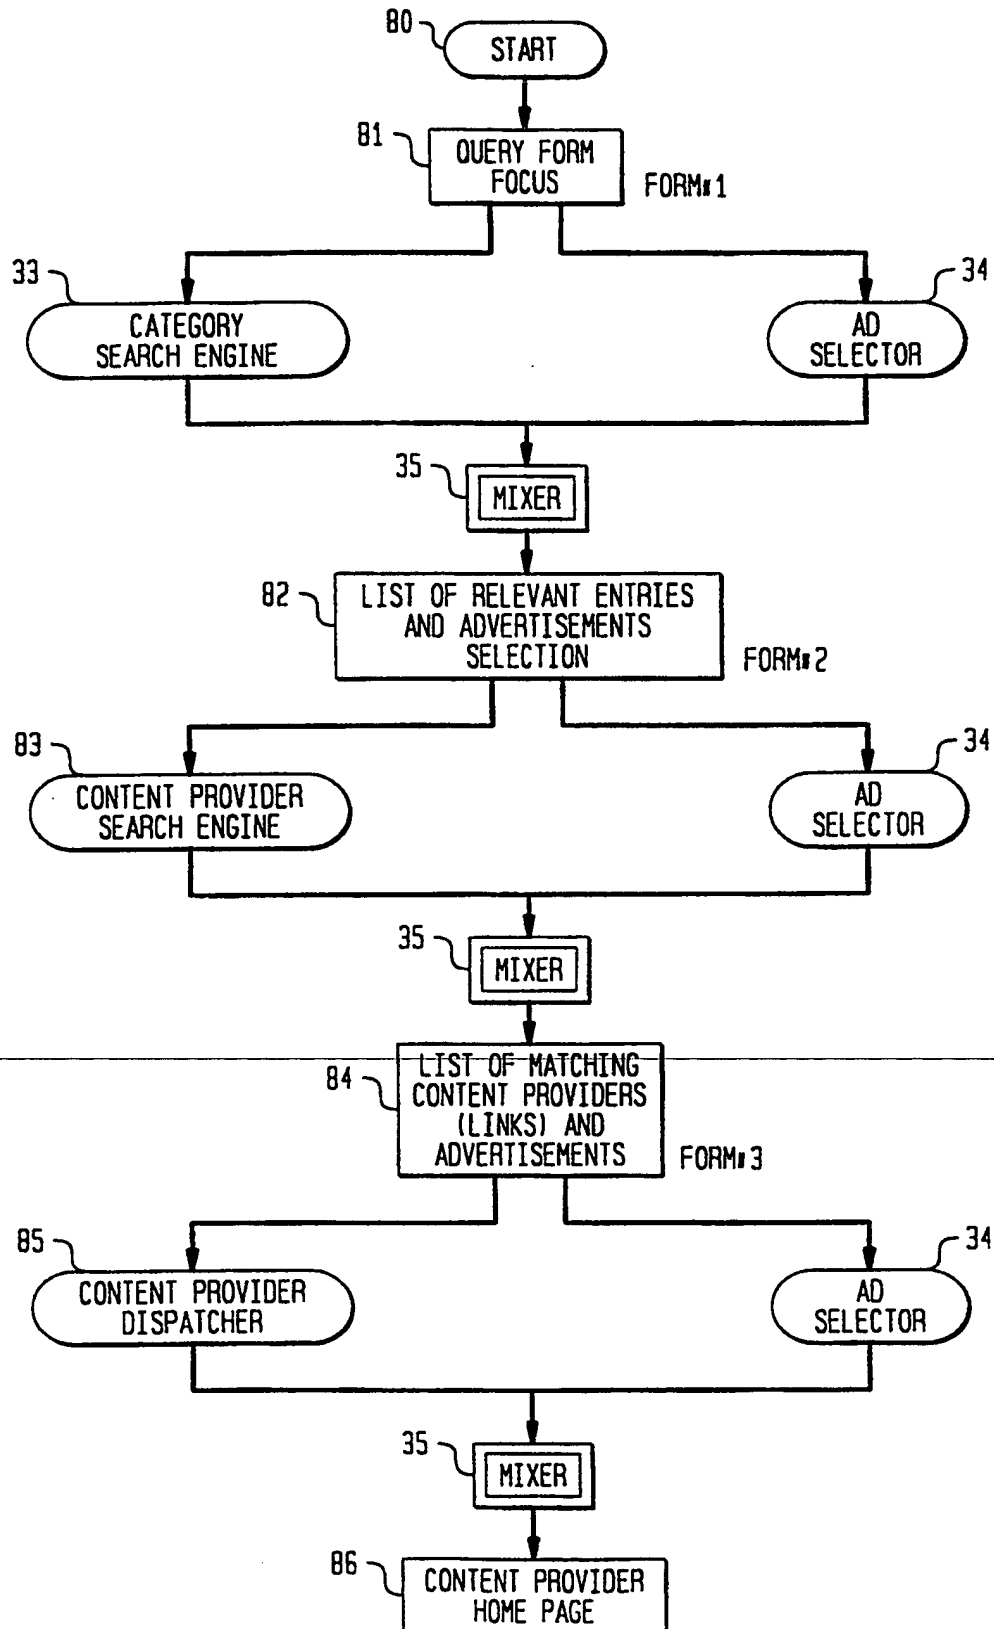 80
START
81
QUERY FORM
FOCUS
FORM#1
33
CATEGORY
SEARCH ENGINE
34
AD
SELECTOR
35
MIXER
82
LIST OF RELEVANT ENTRIES
AND ADVERTISEMENTS
SELECTION
FORM#2
83
CONTENT PROVIDER
SEARCH ENGINE
34
AD
SELECTOR
35
MIXER
84
LIST OF MATCHING
CONTENT PROVIDERS
(LINKS) AND
ADVERTISEMENTS
FORM#3
85
CONTENT PROVIDER
DISPATCHER
34
AD
SELECTOR
35
MIXER
86
CONTENT PROVIDER
HOME PAGE